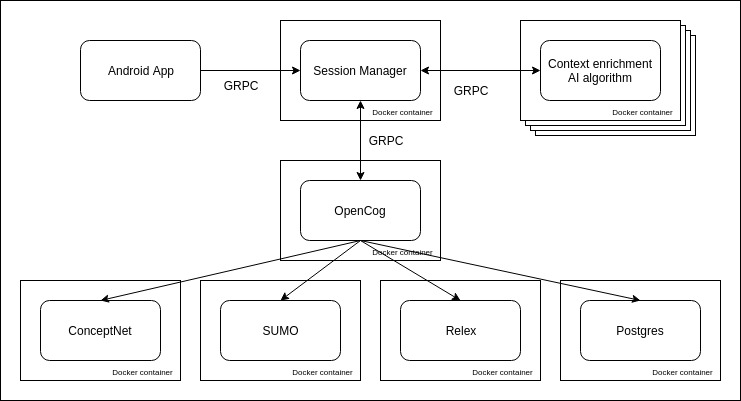 Android App
GRPC
Session Manager
Docker container
GRPC
Context enrichment
AI algorithm
Docker container
GRPC
OpenCog
Docker container
ConceptNet
Docker container
SUMO
Docker container
Relex
Docker container
Postgres
Docker container